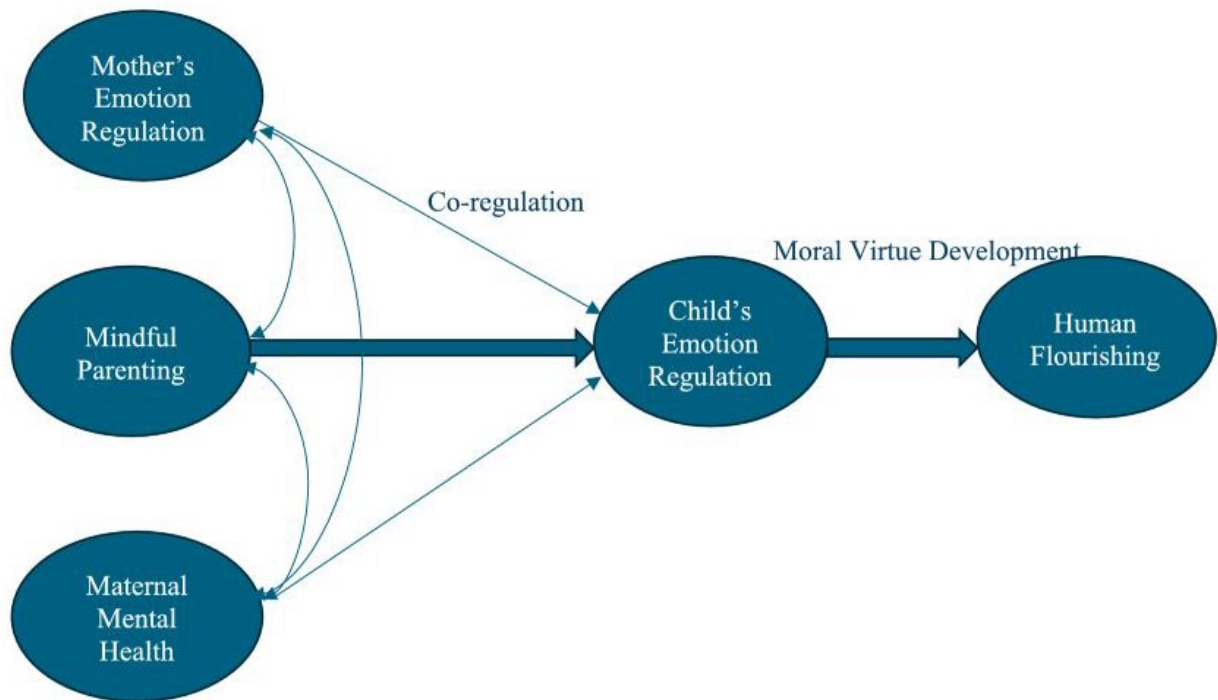 Mother’s
Emotion
Regulation
Co-regulation
Moral Virtue Development
Mindful
Parenting
Child’s
Emotion
Regulation
Human
Flourishing
Maternal
Mental
Health